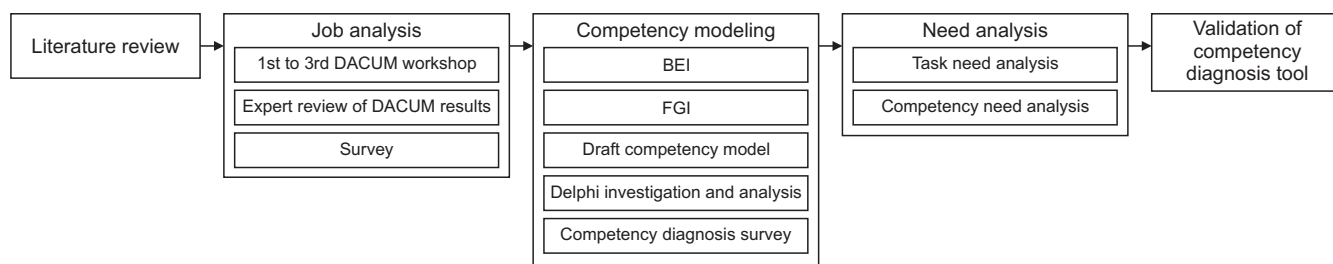 Literature review
Job analysis
1st to 3rd DACUM workshop
Expert review of DACUM results
Survey
Competency modeling
BEI
FGI
Draft competency model
Delphi investigation and analysis
Competency diagnosis survey
Need analysis
Task need analysis
Competency need analysis
Validation of
competency
diagnosis tool